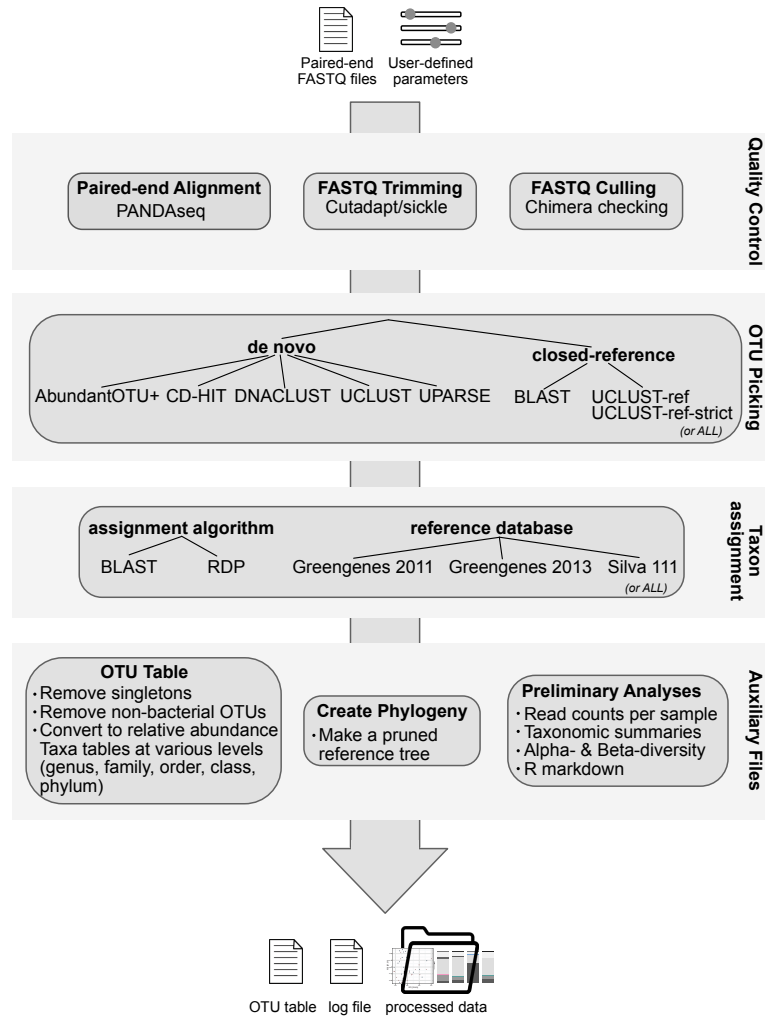 Paired-end
FASTQ files
User-defined
parameters
Quality Control
Paired-end Alignment
PANDAseq
FASTQ Trimming
Cutadapt/sickle
FASTQ Culling
Chimera checking
OTU Picking
de novo
AbundantOTU+ CD-HIT DNACLUST UCLUST UPARSE
closed-reference
BLAST UCLUST-ref
UCLUST-ref-strict
(or ALL)
Taxon
assignment
assignment algorithm
BLAST RDP
reference database
Greengenes 2011 Greengenes 2013 Silva 111
(or ALL)
Auxiliary Files
OTU Table
· Remove singletons
· Remove non-bacterial OTUs
· Convert to relative abundance
Taxa tables at various levels
(genus, family, order, class,
phylum)
Create Phylogeny
· Make a pruned
reference tree
Preliminary Analyses
· Read counts per sample
· Taxonomic summaries
· Alpha- & Beta-diversity
· R markdown
OTU table log file processed data